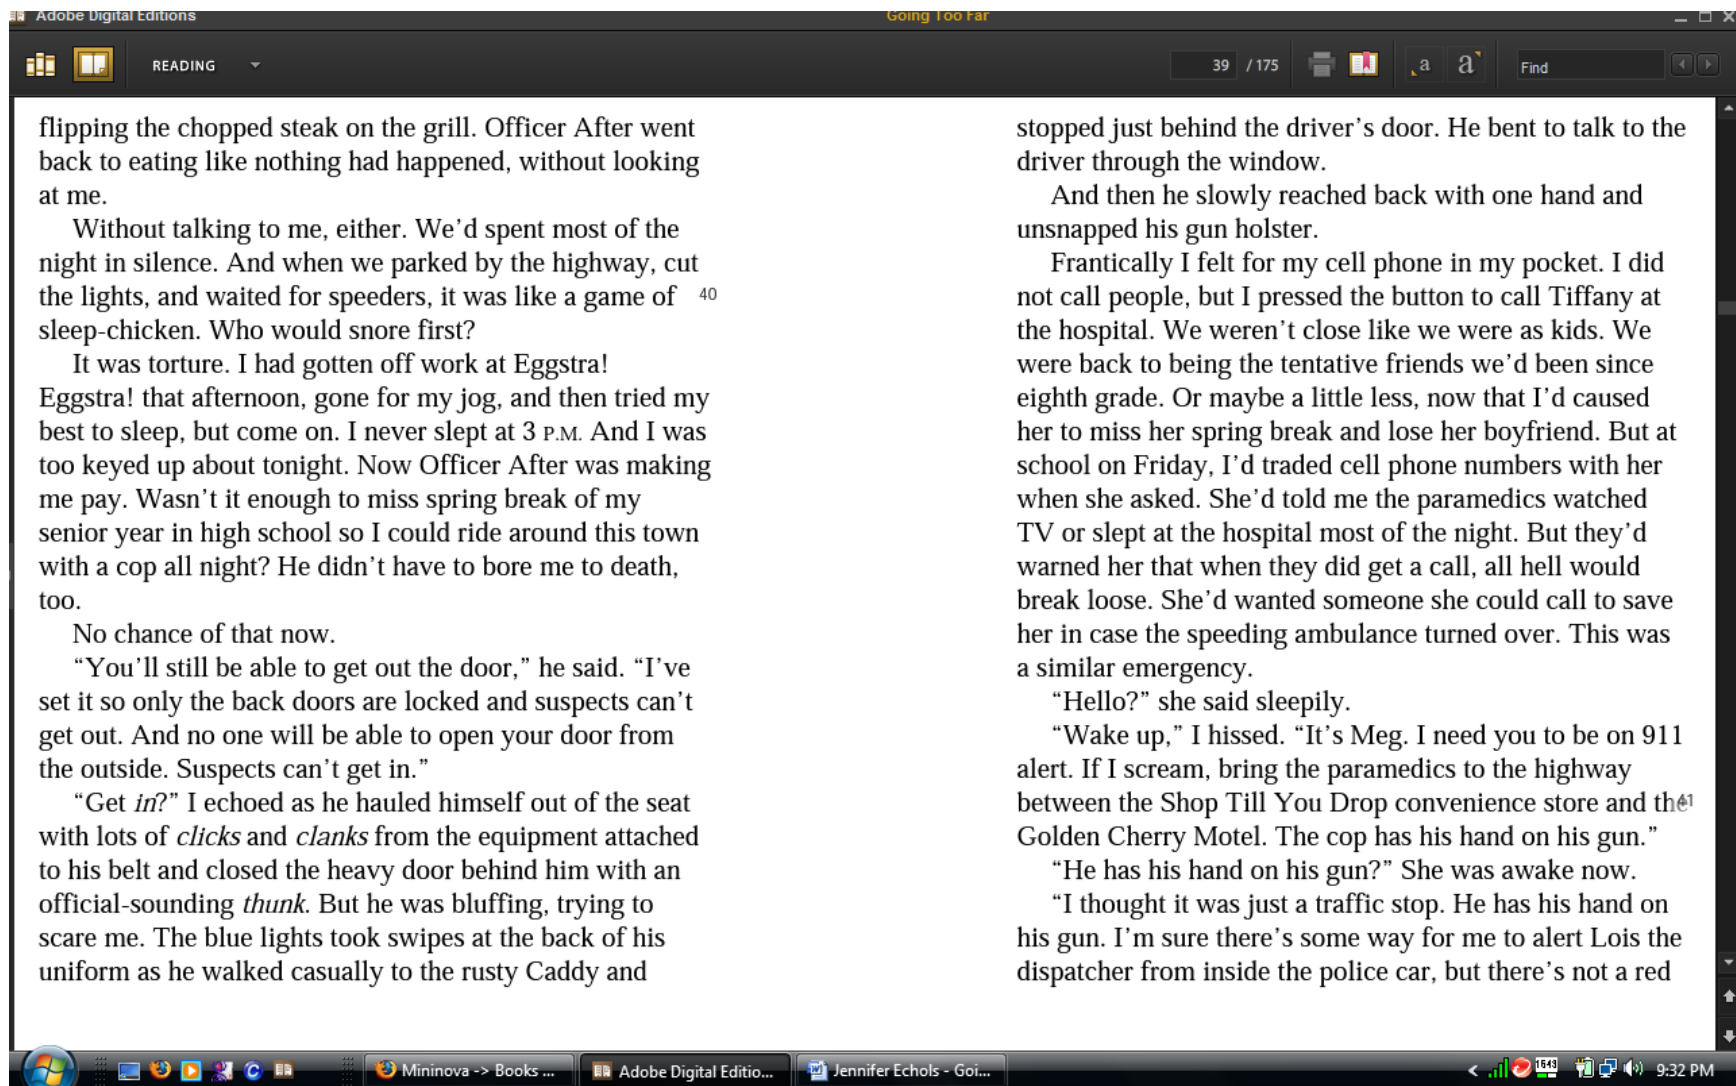 Adobe Digital Editions
Going Too Far
READING
39 / 175
a
a
Find
flipping the chopped steak on the grill. Officer After went
back to eating like nothing had happened, without looking
at me.
Without talking to me, either. We’d spent most of the
night in silence. And when we parked by the highway, cut
the lights, and waited for speeders, it was like a game of 40
sleep-chicken. Who would snore first?
It was torture. I had gotten off work at Eggstra!
Eggstra! that afternoon, gone for my jog, and then tried my
best to sleep, but come on. I never slept at 3 P.M. And I was
too keyed up about tonight. Now Officer After was making
me pay. Wasn’t it enough to miss spring break of my
senior year in high school so I could ride around this town
with a cop all night? He didn’t have to bore me to death,
too.
No chance of that now.
“You’ll still be able to get out the door,” he said. “I’ve
set it so only the back doors are locked and suspects can’t
get out. And no one will be able to open your door from
the outside. Suspects can’t get in.”
“Get in?” I echoed as he hauled himself out of the seat
with lots of clicks and clanks from the equipment attached
to his belt and closed the heavy door behind him with an
official-sounding thunk. But he was bluffing, trying to
scare me. The blue lights took swipes at the back of his
uniform as he walked casually to the rusty Caddy and
stopped just behind the driver’s door. He bent to talk to the
driver through the window.
And then he slowly reached back with one hand and
unsnapped his gun holster.
Frantically I felt for my cell phone in my pocket. I did
not call people, but I pressed the button to call Tiffany at
the hospital. We weren’t close like we were as kids. We
were back to being the tentative friends we’d been since
eighth grade. Or maybe a little less, now that I’d caused
her to miss her spring break and lose her boyfriend. But at
school on Friday, I’d traded cell phone numbers with her
when she asked. She’d told me the paramedics watched
TV or slept at the hospital most of the night. But they’d
warned her that when they did get a call, all hell would
break loose. She’d wanted someone she could call to save
her in case the speeding ambulance turned over. This was
a similar emergency.
“Hello?” she said sleepily.
“Wake up,” I hissed. “It’s Meg. I need you to be on 911
alert. If I scream, bring the paramedics to the highway
between the Shop Till You Drop convenience store and the 41
Golden Cherry Motel. The cop has his hand on his gun.”
“He has his hand on his gun?” She was awake now.
“I thought it was just a traffic stop. He has his hand on
his gun. I’m sure there’s some way for me to alert Lois the
dispatcher from inside the police car, but there’s not a red
Mininova -> Books ...
Adobe Digital Editio...
Jennifer Echols - Goi...
9:32 PM